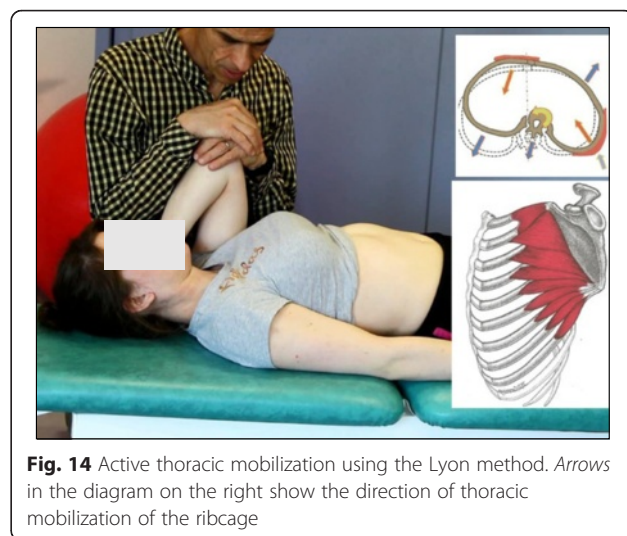 Fig. 14 Active thoracic mobilization using the Lyon method. Arrows
in the diagram on the right show the direction of thoracic
mobilization of the ribcage